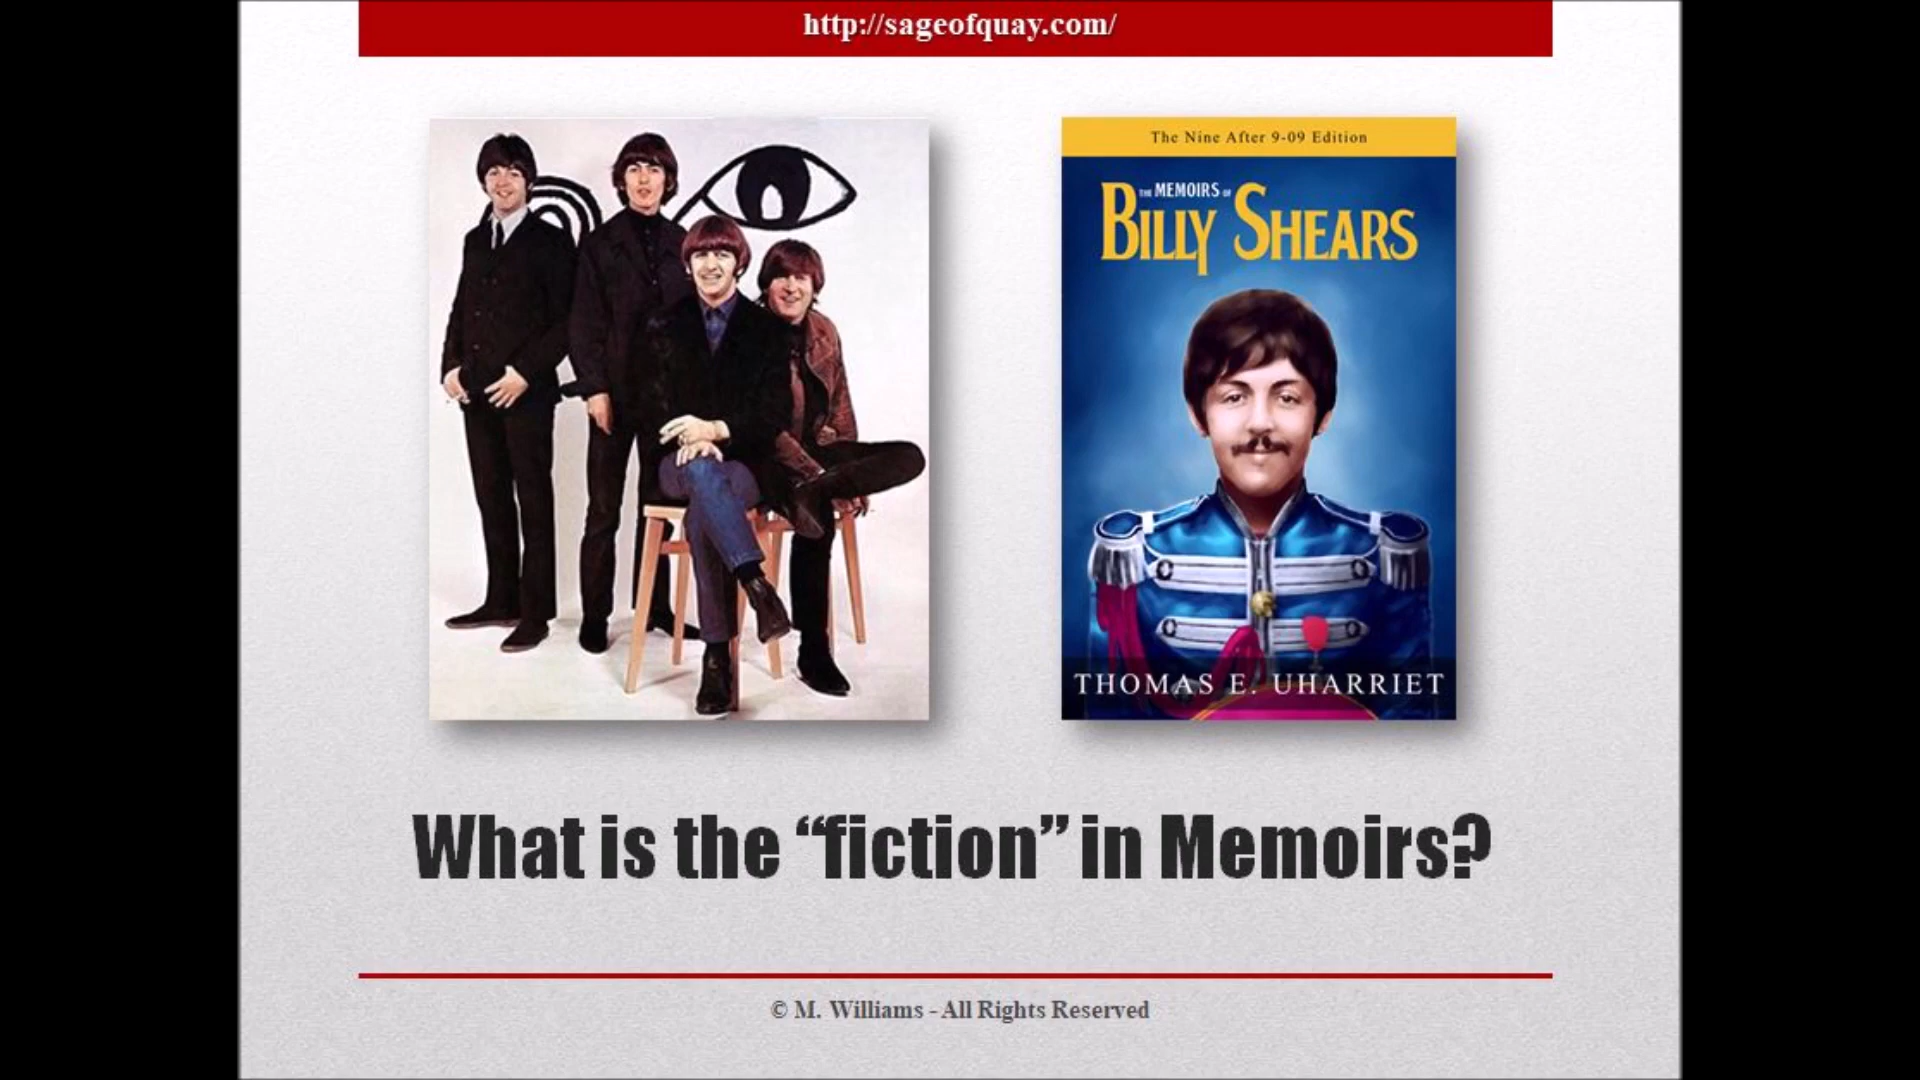 http://sageofquay.com/
The Nine After 9-09 Edition
THE MEMOIRS OF
BILLY SHEARS
THOMAS E. UHARRIET
What is the “fiction” in Memoirs?
© M. Williams - All Rights Reserved